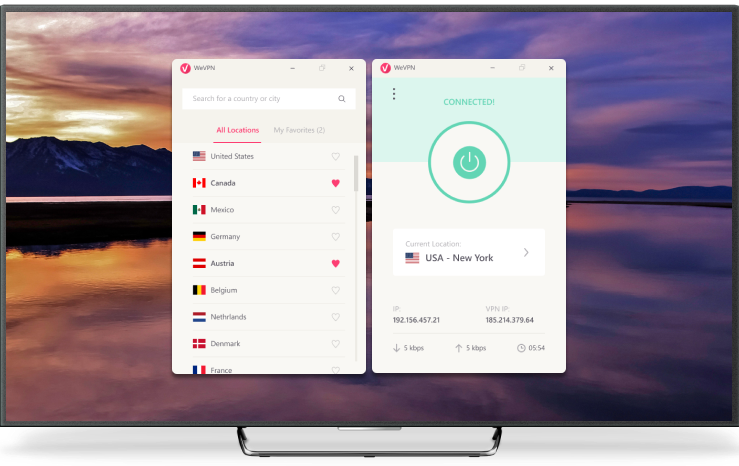 WeVPN
Search for a country or city
All Locations
My Favorites (2)
United States
Canada
Mexico
Germany
Austria
Belgium
Nethrlands
Denmark
France
WeVPN
CONNECTED!
Current Location:
USA - New York
IP:
192.156.457.21
VPN IP:
185.214.379.64
5 kbps
5 kbps
05:54